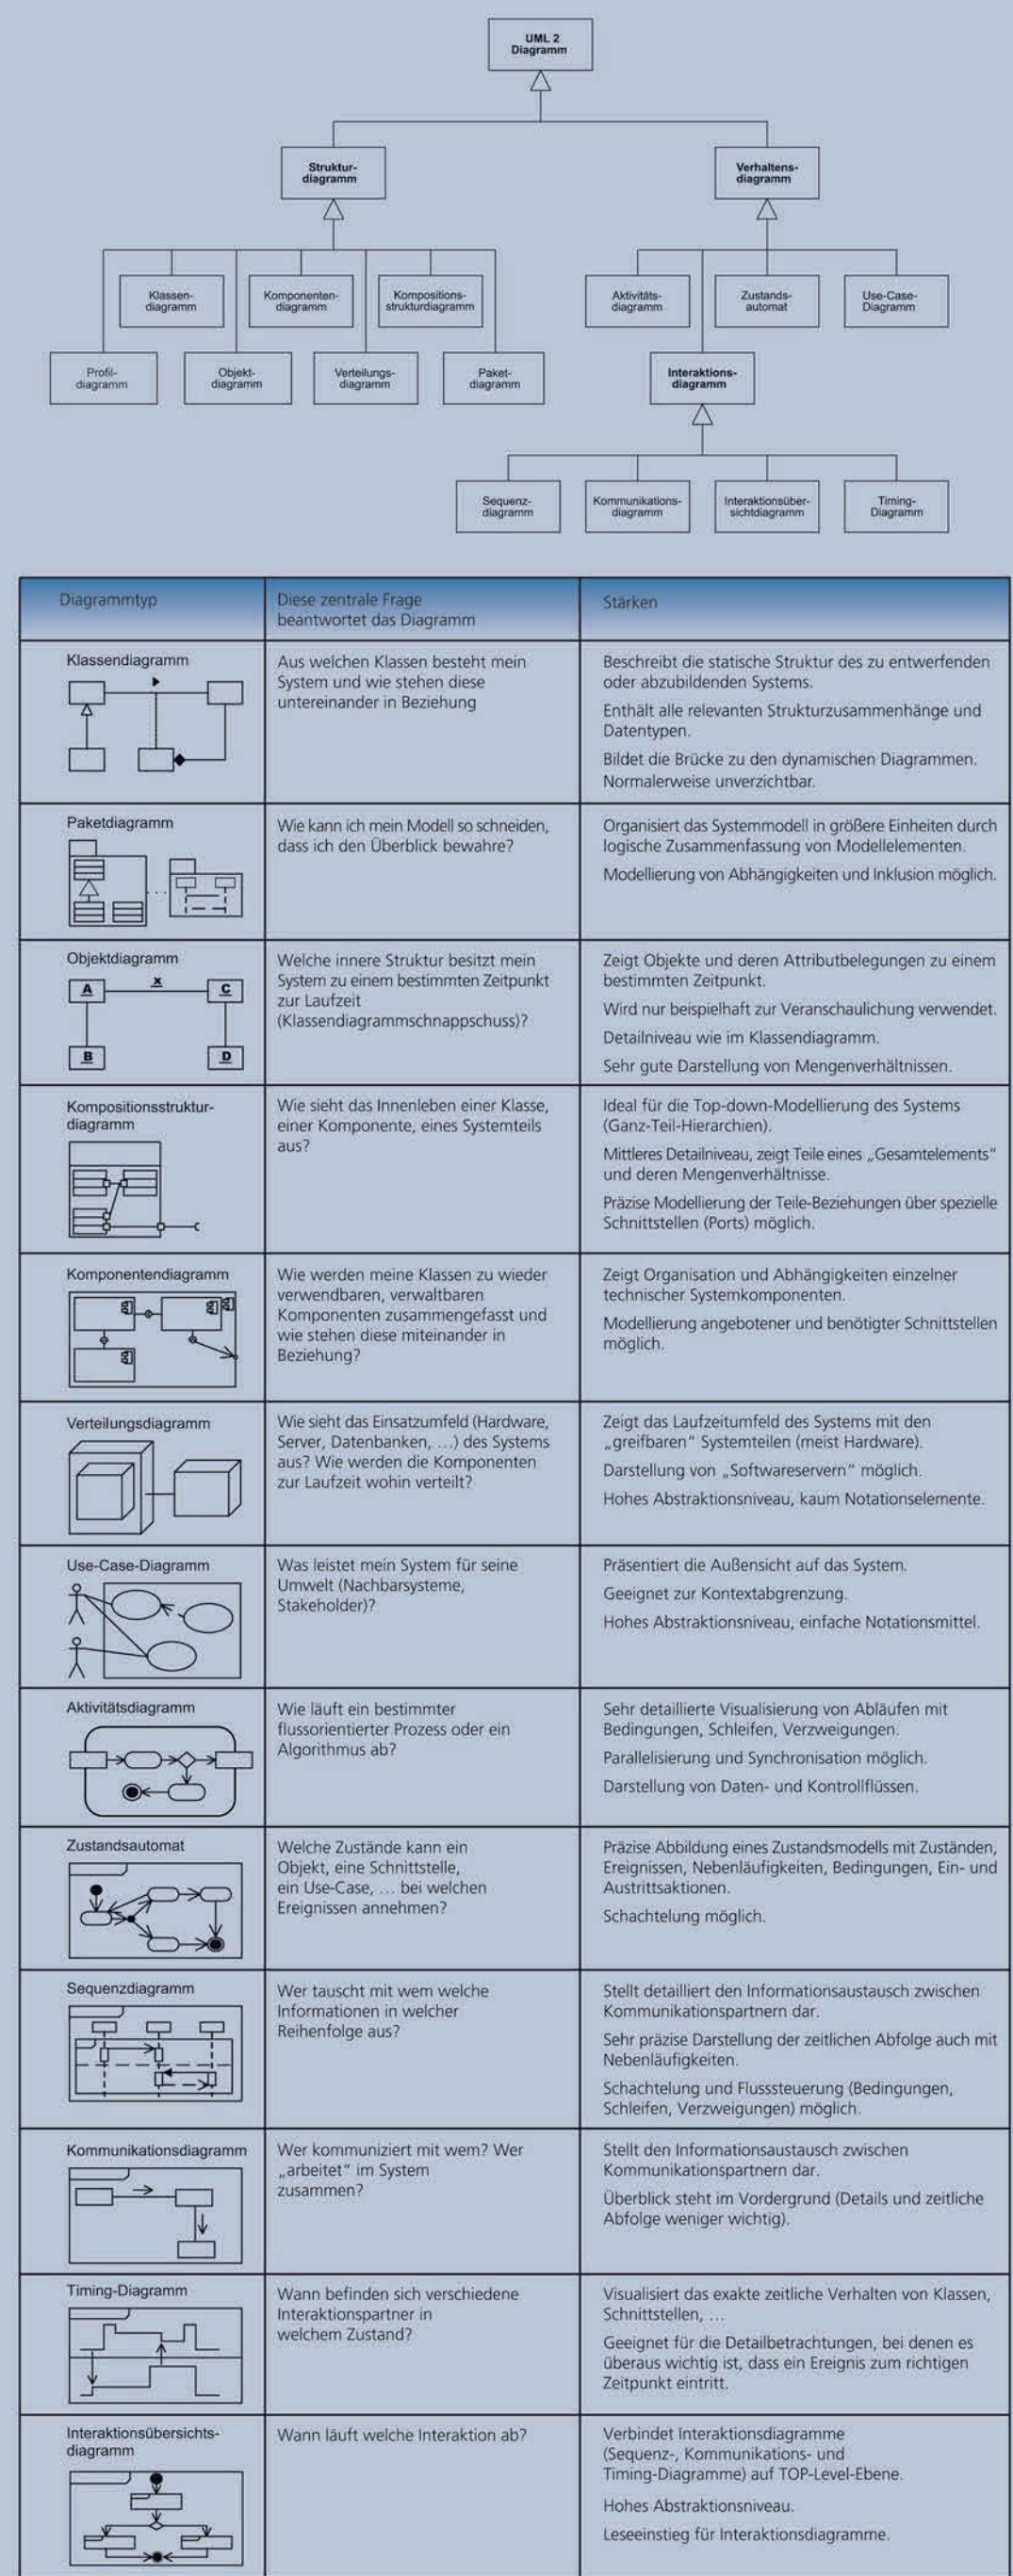 UML 2
Diagramm
Struktur-
diagramm
Verhaltens-
diagramm
Klassen-
diagramm
Komponenten-
diagramm
Kompositions-
strukturdiagramm
Aktivitäts-
diagramm
Zustands-
automat
Use-Case-
Diagramm
Profil-
diagramm
Objekt-
diagramm
Verteilungs-
diagramm
Paket-
diagramm
Interaktions-
diagramm
Sequenz-
diagramm
Kommunikations-
diagramm
Interaktionsüber-
sichtdiagramm
Timing-
Diagramm
Diagrammtyp
Diese zentrale Frage
beantwortet das Diagramm
Stärken
Klassendiagramm
Aus welchen Klassen besteht mein
System und wie stehen diese
untereinander in Beziehung
Beschreibt die statische Struktur des zu entwerfenden
oder abzubildenden Systems.
Enthält alle relevanten Strukturzusammenhänge und
Datentypen.
Bildet die Brücke zu den dynamischen Diagrammen.
Normalerweise unverzichtbar.
Paketdiagramm
Wie kann ich mein Modell so schneiden,
dass ich den Überblick bewahre?
Organisiert das Systemmodell in größere Einheiten durch
logische Zusammenfassung von Modellelementen.
Modellierung von Abhängigkeiten und Inklusion möglich.
Objektdiagramm
A
x
C
B
D
Welche innere Struktur besitzt mein
System zu einem bestimmten Zeitpunkt
zur Laufzeit
(Klassendiagrammschnappschuss)?
Zeigt Objekte und deren Attributbelegungen zu einem
bestimmten Zeitpunkt.
Wird nur beispielhaft zur Veranschaulichung verwendet.
Detailniveau wie im Klassendiagramm.
Sehr gute Darstellung von Mengenverhältnissen.
Kompositionsstruktur-
diagramm
Wie sieht das Innenleben einer Klasse,
einer Komponente, eines Systemteils
aus?
Ideal für die Top-down-Modellierung des Systems
(Ganz-Teil-Hierarchien).
Mittleres Detailniveau, zeigt Teile eines „Gesamtelements“
und deren Mengenverhältnisse.
Präzise Modellierung der Teile-Beziehungen über spezielle
Schnittstellen (Ports) möglich.
Komponentendiagramm
Wie werden meine Klassen zu wieder
verwendbaren, verwaltbaren
Komponenten zusammengefasst und
wie stehen diese miteinander in
Beziehung?
Zeigt Organisation und Abhängigkeiten einzelner
technischer Systemkomponenten.
Modellierung angebotener und benötigter Schnittstellen
möglich.
Verteilungsdiagramm
Wie sieht das Einsatzumfeld (Hardware,
Server, Datenbanken, ...) des Systems
aus? Wie werden die Komponenten
zur Laufzeit wohin verteilt?
Zeigt das Laufzeitumfeld des Systems mit den
„greifbaren“ Systemteilen (meist Hardware).
Darstellung von „Softwareservern“ möglich.
Hohes Abstraktionsniveau, kaum Notationselemente.
Use-Case-Diagramm
Was leistet mein System für seine
Umwelt (Nachbarsysteme,
Stakeholder)?
Präsentiert die Außensicht auf das System.
Geeignet zur Kontextabgrenzung.
Hohes Abstraktionsniveau, einfache Notationsmittel.
Aktivitätsdiagramm
Wie läuft ein bestimmter
flussorientierter Prozess oder ein
Algorithmus ab?
Sehr detaillierte Visualisierung von Abläufen mit
Bedingungen, Schleifen, Verzweigungen.
Parallelisierung und Synchronisation möglich.
Darstellung von Daten- und Kontrollflüssen.
Zustandsautomat
Welche Zustände kann ein
Objekt, eine Schnittstelle,
ein Use-Case, ... bei welchen
Ereignissen annehmen?
Präzise Abbildung eines Zustandsmodells mit Zuständen,
Ereignissen, Nebenläufigkeiten, Bedingungen, Ein- und
Austrittsaktionen.
Schachtelung möglich.
Sequenzdiagramm
Wer tauscht mit wem welche
Informationen in welcher
Reihenfolge aus?
Stellt detailliert den Informationsaustausch zwischen
Kommunikationspartnern dar.
Sehr präzise Darstellung der zeitlichen Abfolge auch mit
Nebenläufigkeiten.
Schachtelung und Flusssteuerung (Bedingungen,
Schleifen, Verzweigungen) möglich.
Kommunikationsdiagramm
Wer kommuniziert mit wem? Wer
„arbeitet“ im System
zusammen?
Stellt den Informationsaustausch zwischen
Kommunikationspartnern dar.
Überblick steht im Vordergrund (Details und zeitliche
Abfolge weniger wichtig).
Timing-Diagramm
Wann befinden sich verschiedene
Interaktionspartner in
welchem Zustand?
Visualisiert das exakte zeitliche Verhalten von Klassen,
Schnittstellen, ...
Geeignet für die Detailbetrachtungen, bei denen es
überaus wichtig ist, dass ein Ereignis zum richtigen
Zeitpunkt eintritt.
Interaktionsübersichts-
diagramm
Wann läuft welche Interaktion ab?
Verbindet Interaktionsdiagramme
(Sequenz-, Kommunikations- und
Timing-Diagramme) auf TOP-Level-Ebene.
Hohes Abstraktionsniveau.
Leseeinstieg für Interaktionsdiagramme.